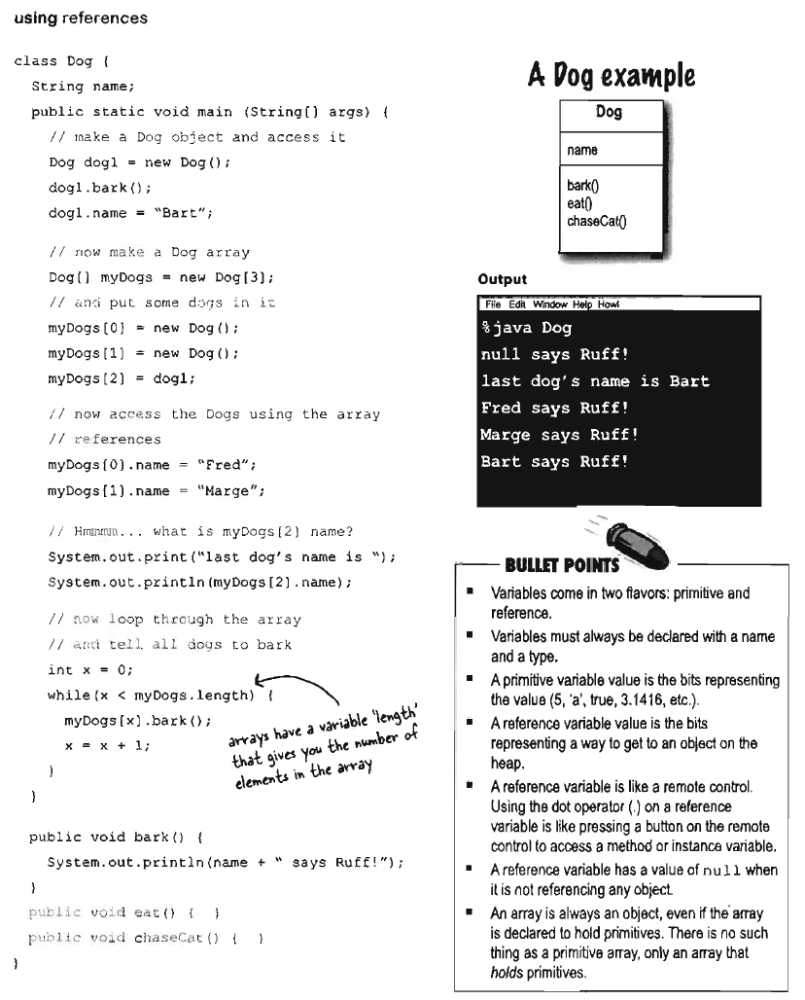 using references
class Dog {
String name;
public static void main (String[] args) {
// make a Dog object and access it
Dog dog1 = new Dog();
dog1.bark();
dog1.name = “Bart”;
// now make a Dog array
Dog[] myDogs = new Dog[3];
// and put some dogs in it
myDogs[0] = new Dog();
myDogs[1] = new Dog();
myDogs[2] = dog1;
// now access the Dogs using the array
// references
myDogs[0].name = “Fred”;
myDogs[1].name = “Marge”;
// Hmmmm... what is myDogs[2] name?
System.out.print(“last dog’s name is ”);
System.out.println(myDogs[2].name);
// now loop through the array
// and tell all dogs to bark
int x = 0;
while(x < myDogs.length) {
myDogs[x].bark();
x = x + 1;
}
}
arrays have a variable ‘length’
that gives you the number of
elements in the array
public void bark() {
System.out.println(name + “ says Ruff!”);
}
public void eat() { }
public void chaseCat() { }
}
A Dog example
Dog
name
bark()
eat()
chaseCat()
Output
File Edit Window Help Howl
%java Dog
null says Ruff!
last dog’s name is Bart
Fred says Ruff!
Marge says Ruff!
Bart says Ruff!
BULLET POINTS
▪ Variables come in two flavors: primitive and
reference.
▪ Variables must always be declared with a name
and a type.
▪ A primitive variable value is the bits representing
the value (5, ‘a’, true, 3.1416, etc.).
▪ A reference variable value is the bits
representing a way to get to an object on the
heap.
▪ A reference variable is like a remote control.
Using the dot operator (.) on a reference
variable is like pressing a button on the remote
control to access a method or instance variable.
▪ A reference variable has a value of null when
it is not referencing any object.
▪ An array is always an object, even if the array
is declared to hold primitives. There is no such
thing as a primitive array, only an array that
holds primitives.